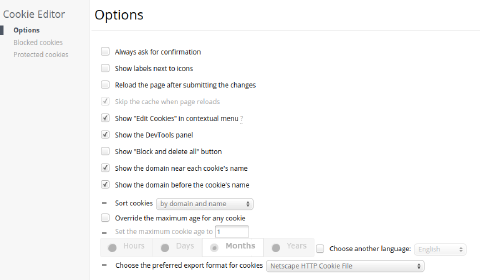 Cookie Editor
Options
Blocked cookies
Protected cookies
Options
Always ask for confirmation
Show labels next to icons
Reload the page after submitting the changes
Skip the cache when page reloads
Show "Edit Cookies" in contextual menu ?
Show the DevTools panel
Show "Block and delete all" button
Show the domain near each cookie's name
Show the domain before the cookie's name
Sort cookies by domain and name
Override the maximum age for any cookie
Set the maximum cookie age to 1
Hours Days Months Years Choose another language: English
Choose the preferred export format for cookies Netscape HTTP Cookie File